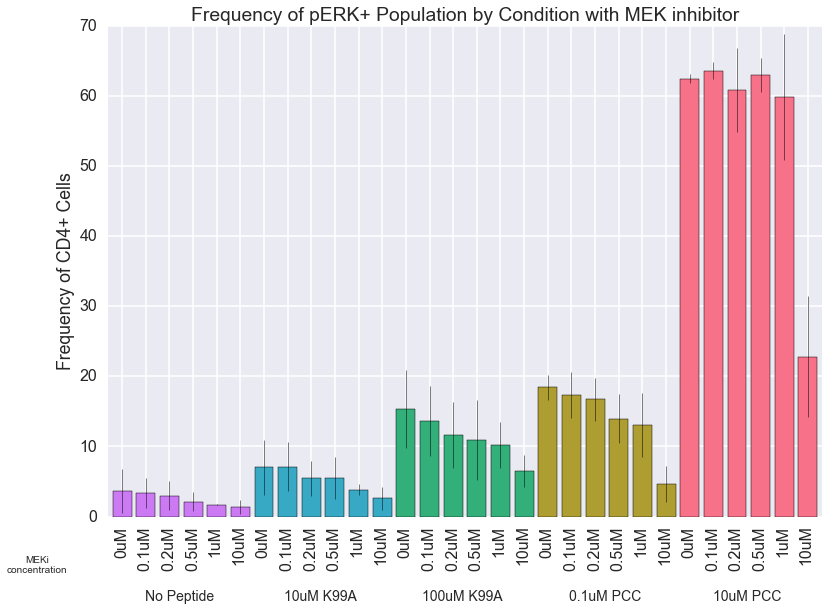 Frequency of pERK+ Population by Condition with MEK inhibitor
Frequency of CD4+ Cells
70
60
50
40
30
20
10
0
0uM 0.1uM 0.2uM 0.5uM 1uM 10uM 0uM 0.1uM 0.2uM 0.5uM 1uM 10uM 0uM 0.1uM 0.2uM 0.5uM 1uM 10uM 0uM 0.1uM 0.2uM 0.5uM 1uM 10uM 0uM 0.1uM 0.2uM 0.5uM 1uM 10uM
MEKi
concentration
No Peptide 10uM K99A 100uM K99A 0.1uM PCC 10uM PCC